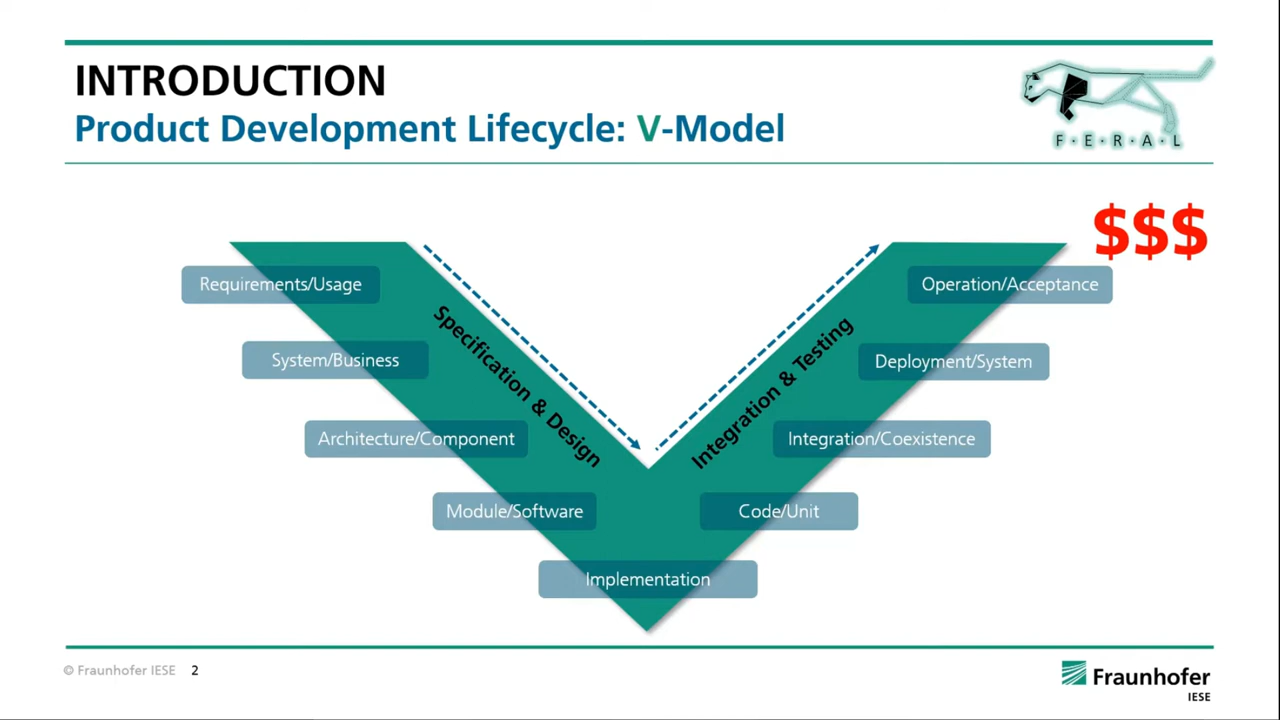 INTRODUCTION
Product Development Lifecycle: V-Model
F·E·R·A·L
$$$
Requirements/Usage
System/Business
Architecture/Component
Module/Software
Implementation
Specification & Design
Integration & Testing
Operation/Acceptance
Deployment/System
Integration/Coexistence
Code/Unit
© Fraunhofer IESE 2
Fraunhofer
IESE